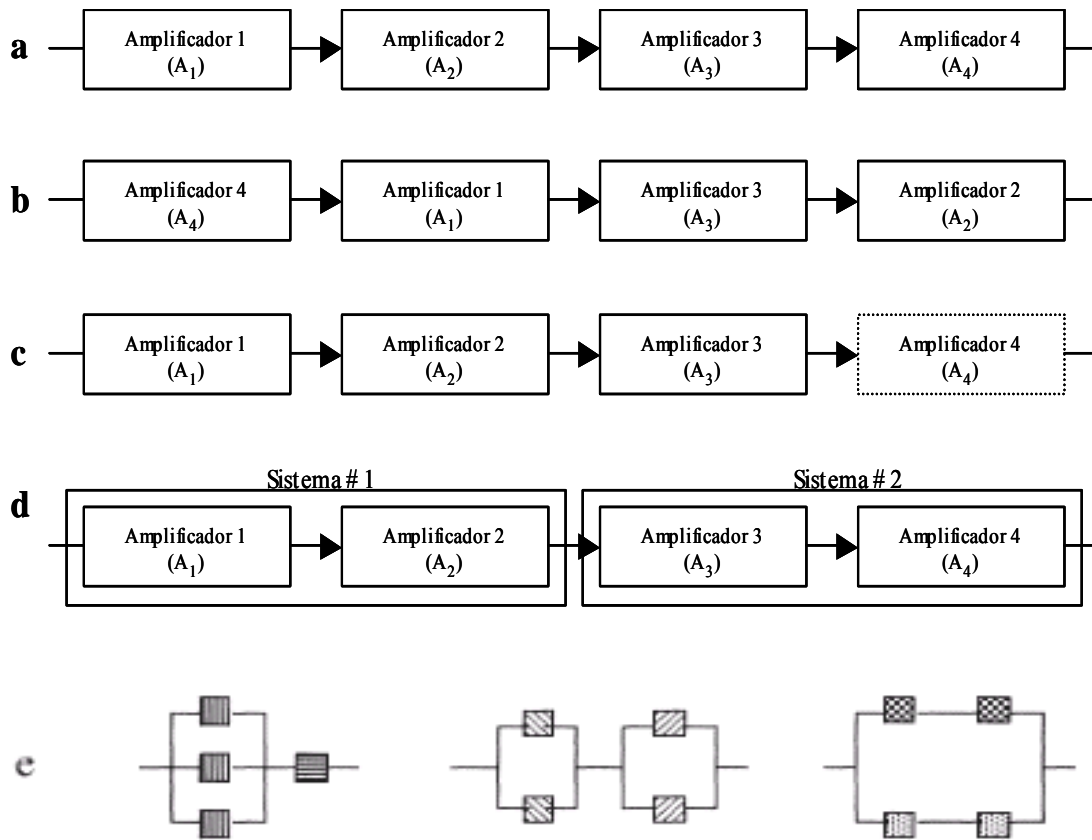 a
Amplificador 1
(A₁)
Amplificador 2
(A₂)
Amplificador 3
(A₃)
Amplificador 4
(A₄)
b
Amplificador 4
(A₄)
Amplificador 1
(A₁)
Amplificador 3
(A₃)
Amplificador 2
(A₂)
c
Amplificador 1
(A₁)
Amplificador 2
(A₂)
Amplificador 3
(A₃)
Amplificador 4
(A₄)
d
Sistema # 1
Amplificador 1
(A₁)
Amplificador 2
(A₂)
Sistema # 2
Amplificador 3
(A₃)
Amplificador 4
(A₄)
e